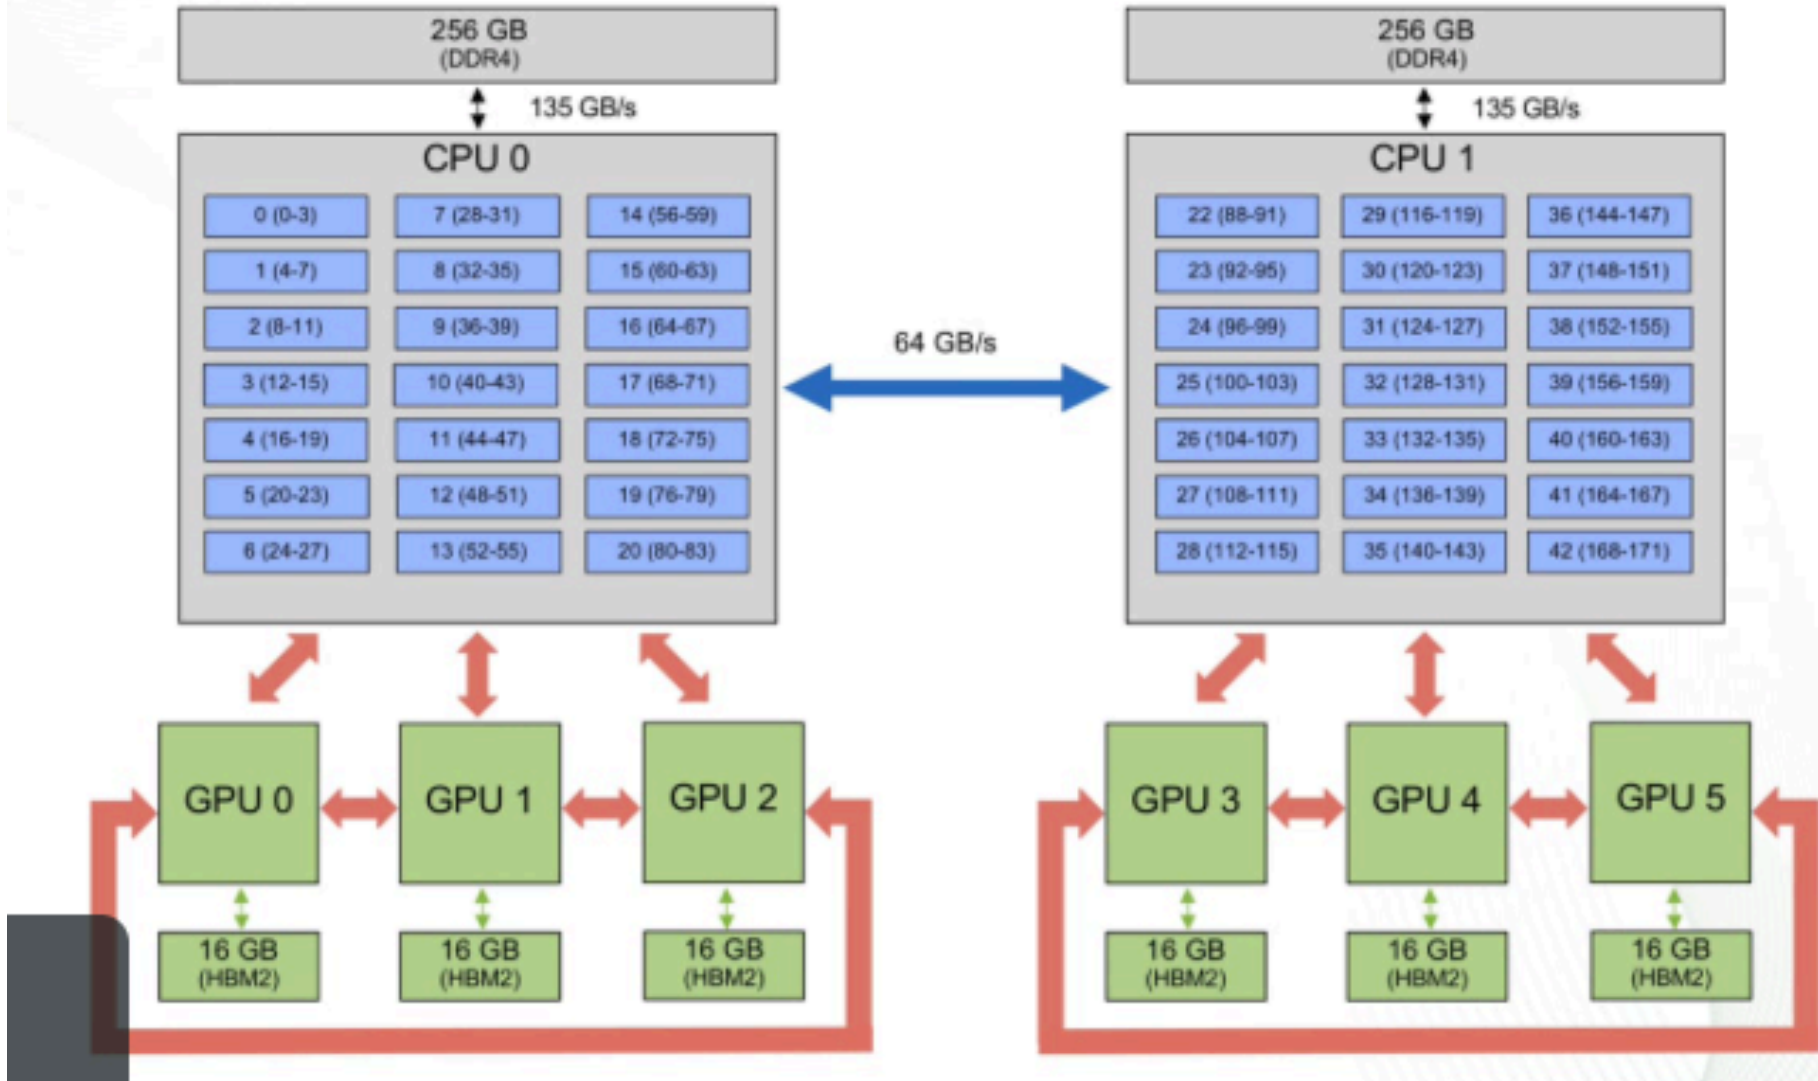 256 GB
(DDR4)
135 GB/s
CPU 0
0 (0-3)
7 (28-31)
14 (56-59)
1 (4-7)
8 (32-35)
15 (60-63)
2 (8-11)
9 (36-39)
16 (64-67)
3 (12-15)
10 (40-43)
17 (68-71)
4 (16-19)
11 (44-47)
18 (72-75)
5 (20-23)
12 (48-51)
19 (76-79)
6 (24-27)
13 (52-55)
20 (80-83)
64 GB/s
256 GB
(DDR4)
135 GB/s
CPU 1
22 (88-91)
29 (116-119)
36 (144-147)
23 (92-95)
30 (120-123)
37 (148-151)
24 (96-99)
31 (124-127)
38 (152-155)
25 (100-103)
32 (128-131)
39 (156-159)
26 (104-107)
33 (132-135)
40 (160-163)
27 (108-111)
34 (136-139)
41 (164-167)
28 (112-115)
35 (140-143)
42 (168-171)
GPU 0
GPU 1
GPU 2
16 GB
(HBM2)
16 GB
(HBM2)
16 GB
(HBM2)
GPU 3
GPU 4
GPU 5
16 GB
(HBM2)
16 GB
(HBM2)
16 GB
(HBM2)